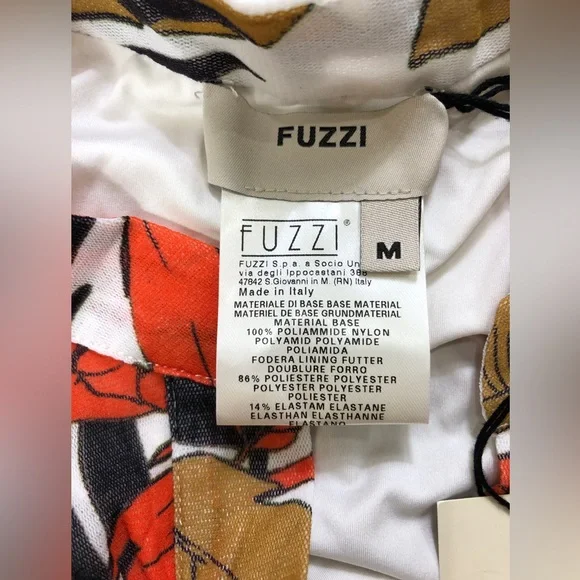 FUZZI
FUZZI®
M
FUZZI S.p.a. a Socio Un
via degli Ippocastani 388
47842 S.Giovanni in M. (RN) Italy
Made in Italy
MATERIALE DI BASE BASE MATERIAL
MATERIEL DE BASE GRUNDMATERIAL
MATERIAL BASE
100% POLIAMMIDE NYLON
POLYAMID POLYAMIDE
POLIAMIDA
FODERA LINING FUTTER
DOUBLURE FORRO
86% POLIESTERE POLYESTER
POLYESTER POLYESTER
POLIESTER
14% ELASTAM ELASTANE
ELASTHAN ELASTHANNE
ELASTANO